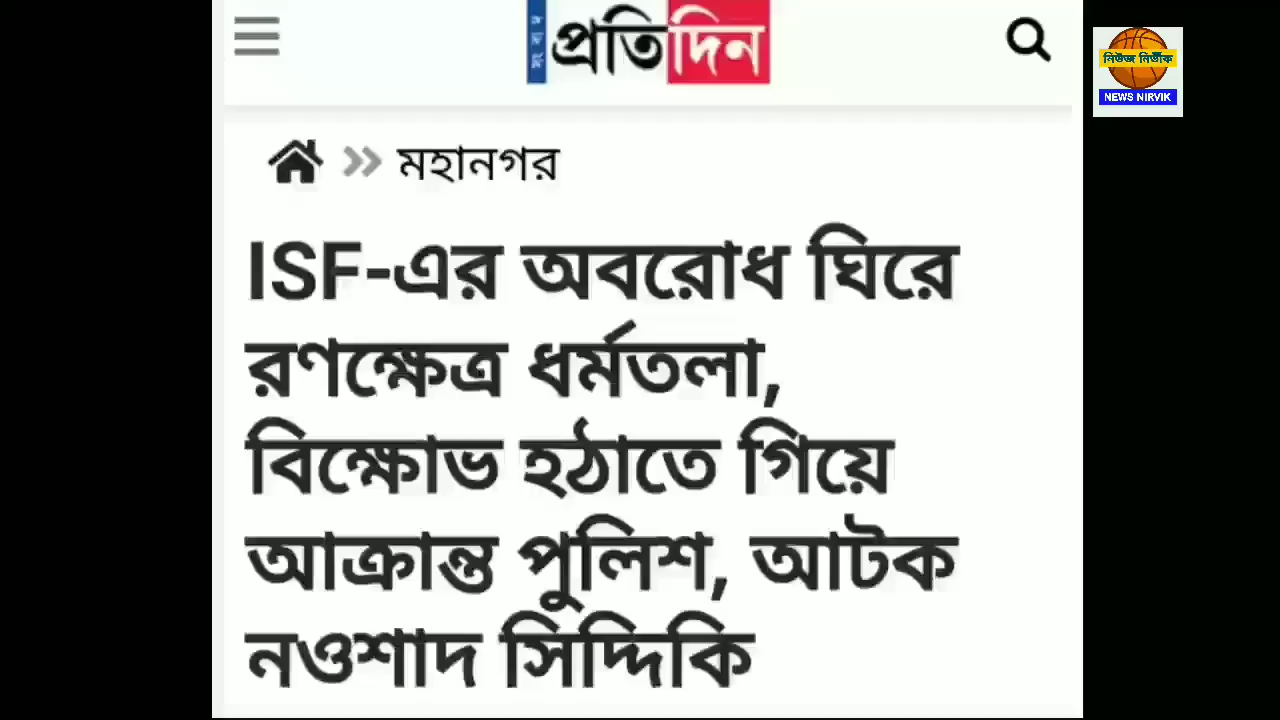 সংবাদ
প্রতিদিন
নিউজ নির্ভীক
NEWS NIRVIK
মহানগর
ISF-এর অবরোধ ঘিরে
রণক্ষেত্র ধর্মতলা,
বিক্ষোভ হঠাতে গিয়ে
আক্রান্ত পুলিশ, আটক
নওশাদ সিদ্দিকি